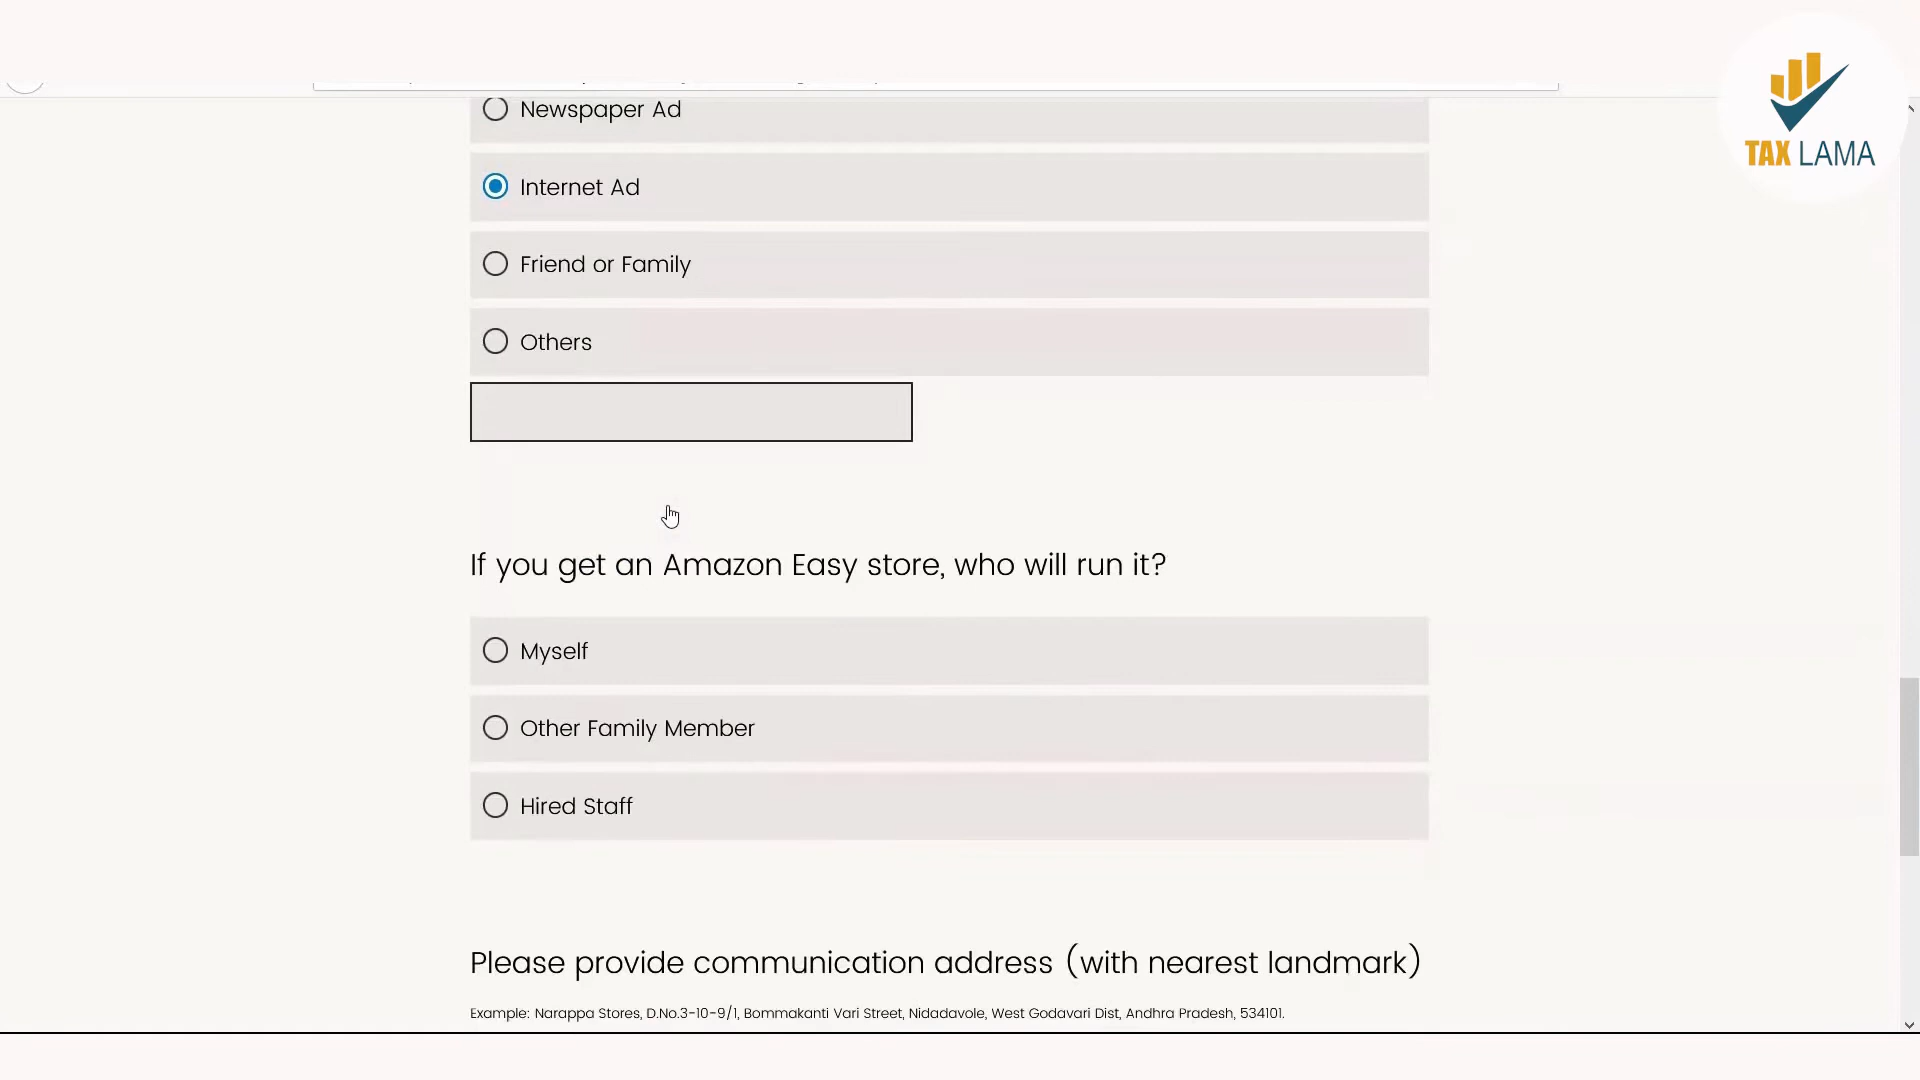 TAX LAMA
Newspaper Ad
Internet Ad
Friend or Family
Others
If you get an Amazon Easy store, who will run it?
Myself
Other Family Member
Hired Staff
Please provide communication address (with nearest landmark)
Example: Narappa Stores, D.No.3-10-9/1, Bommakanti Vari Street, Nidadavole, West Godavari Dist, Andhra Pradesh, 534101.